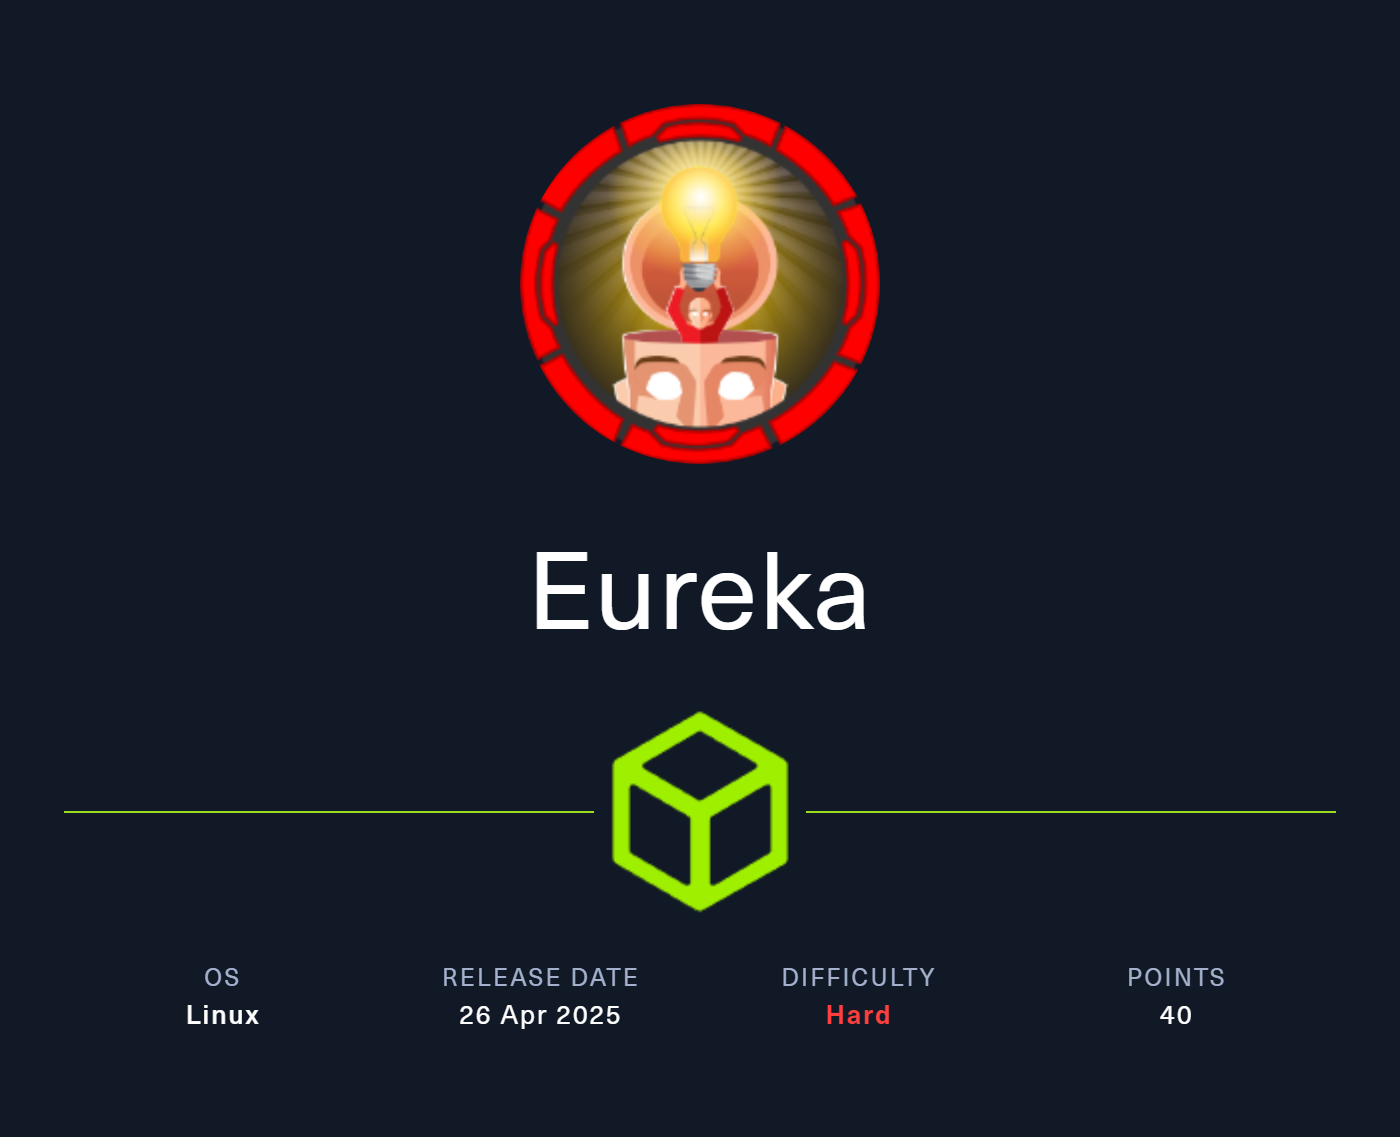 Eureka
OS
Linux
RELEASE DATE
26 Apr 2025
DIFFICULTY
Hard
POINTS
40